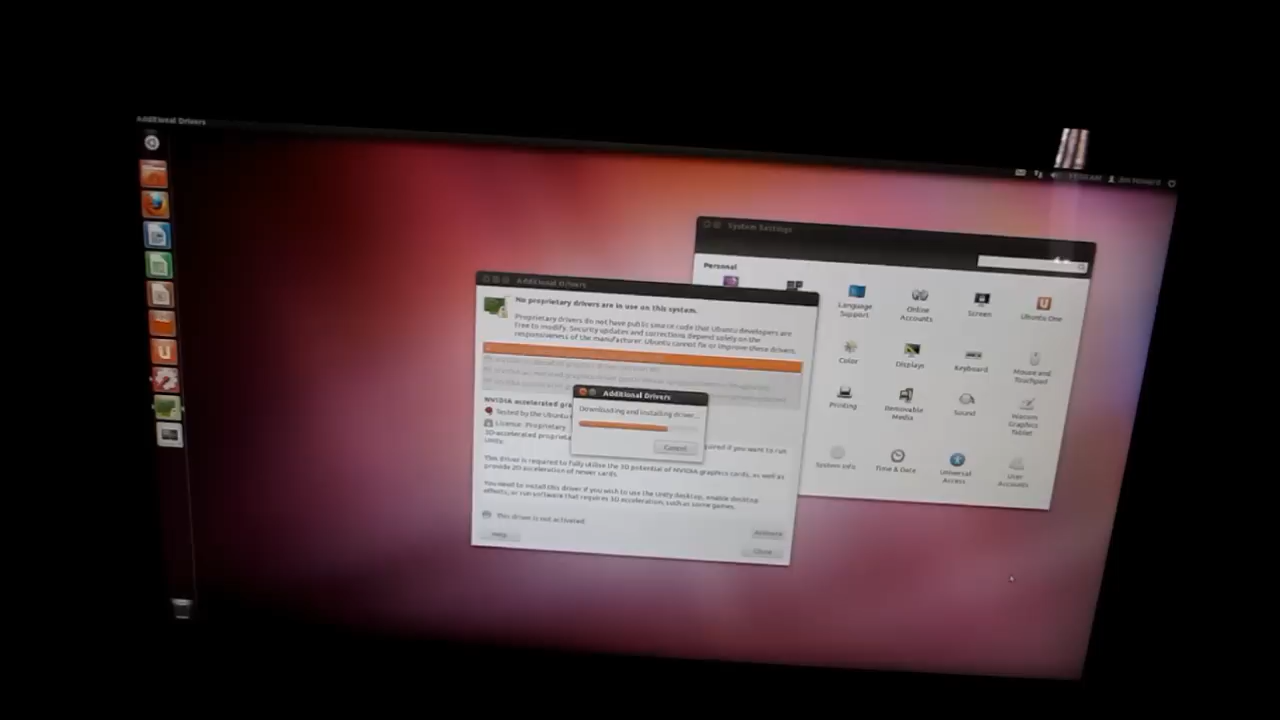 Additional Drivers
System Settings
Personal
Language
Support
Online
Accounts
Screen
Ubuntu One
Color
Displays
Keyboard
Mouse and
Touchpad
Printing
Removable
Media
Sound
Wacom
Graphics
Tablet
System Info
Time & Date
Universal
Access
User
Accounts
Additional Drivers
No proprietary drivers are in use on this system.
Proprietary drivers do not have public source code that Ubuntu developers are
free to modify. Security updates and corrections depend solely on the
responsiveness of the manufacturer. Ubuntu cannot fix or improve these drivers.
NVIDIA accelerated gra
Tested by the Ubuntu
License: Proprietary
3D-accelerated proprieta
required if you want to run
Unity.
This driver is required to fully utilise the 3D potential of NVIDIA graphics cards, as well as
provide 2D acceleration of newer cards.
You need to install this driver if you wish to use the Unity desktop, enable desktop
effects, or run software that requires 3D acceleration, such as some games.
This driver is not activated
Activate
Help
Close
Additional Drivers
Downloading and installing driver...
Cancel